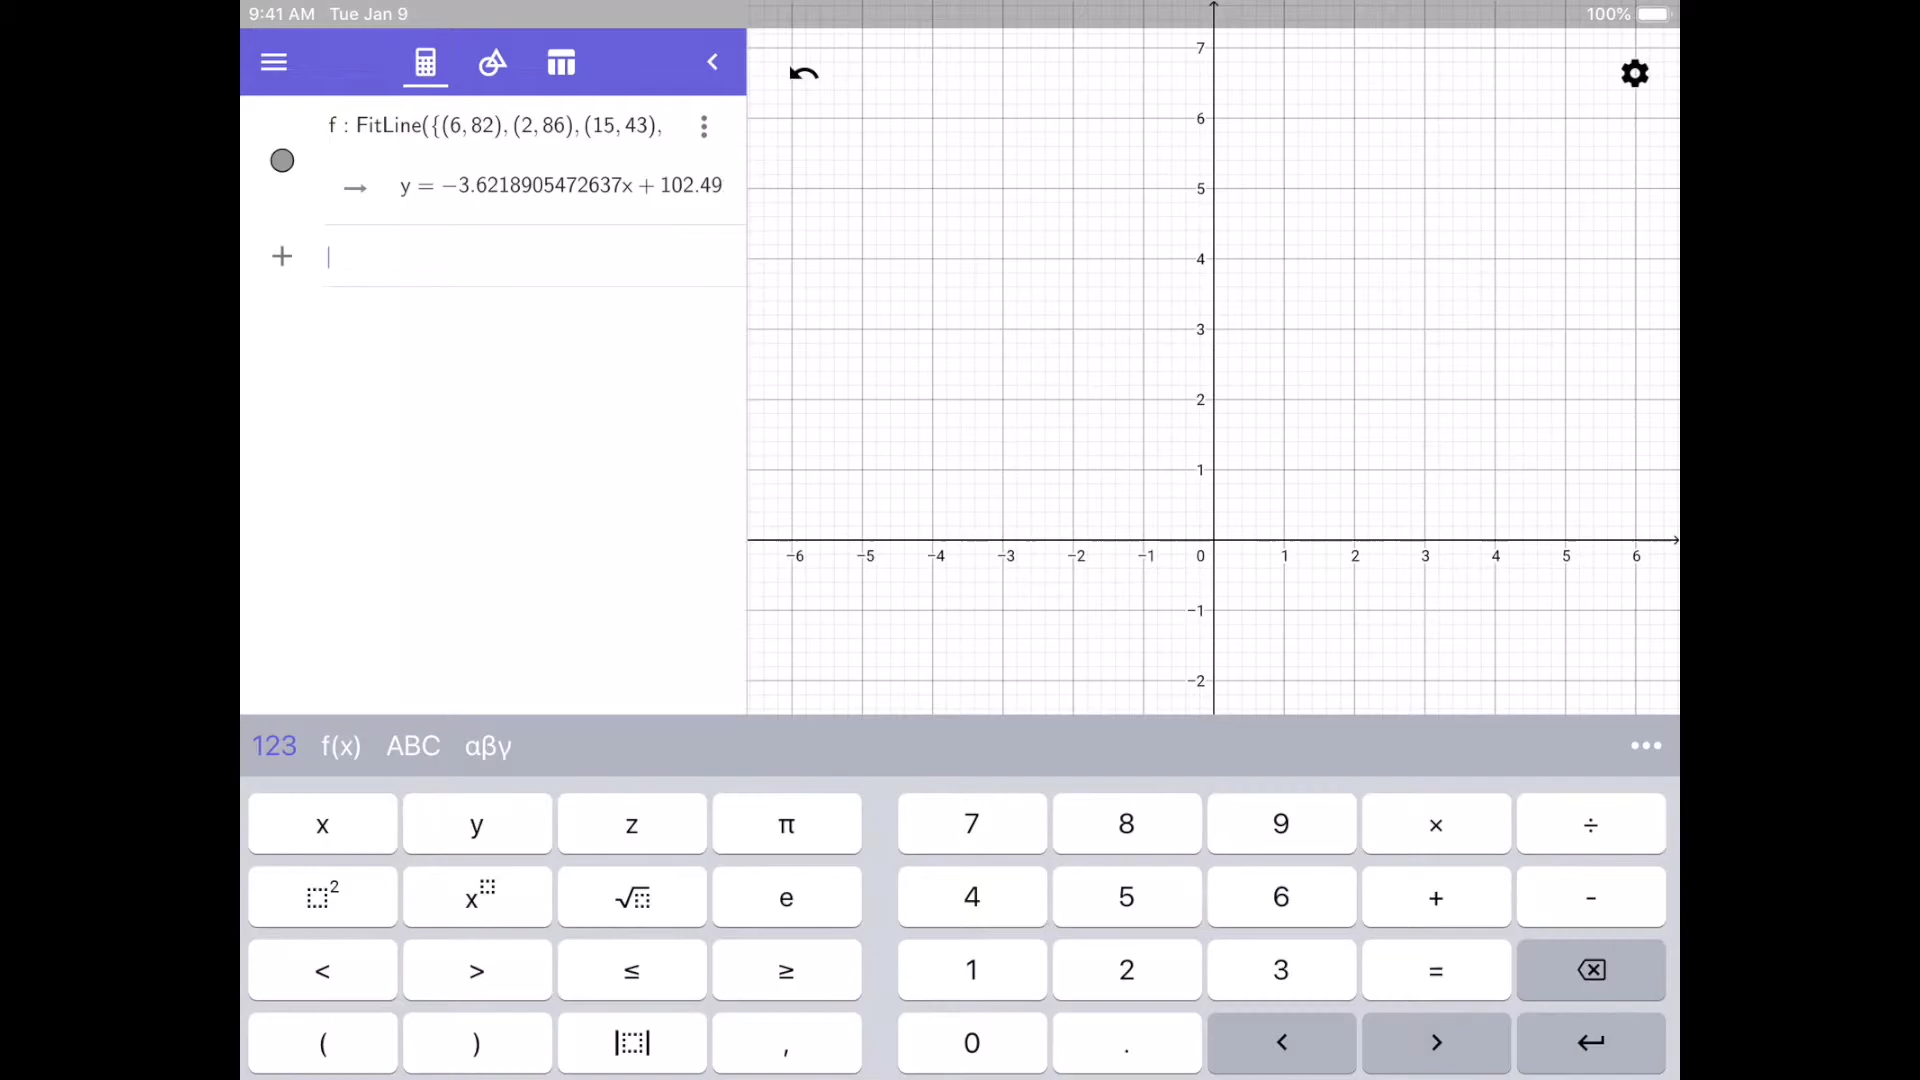 9:41 AM Tue Jan 9
100%
f : FitLine({(6, 82), (2, 86), (15, 43),
→ y = −3.6218905472637x + 102.49
+
7
6
5
4
3
2
1
−6 −5 −4 −3 −2 −1 0 1 2 3 4 5 6
−1
−2
123 f(x) ABC αβγ
x y z π 7 8 9 × ÷
2 x √ e 4 5 6 + -
< > ≤ ≥ 1 2 3 =
( ) | | , 0 . < >